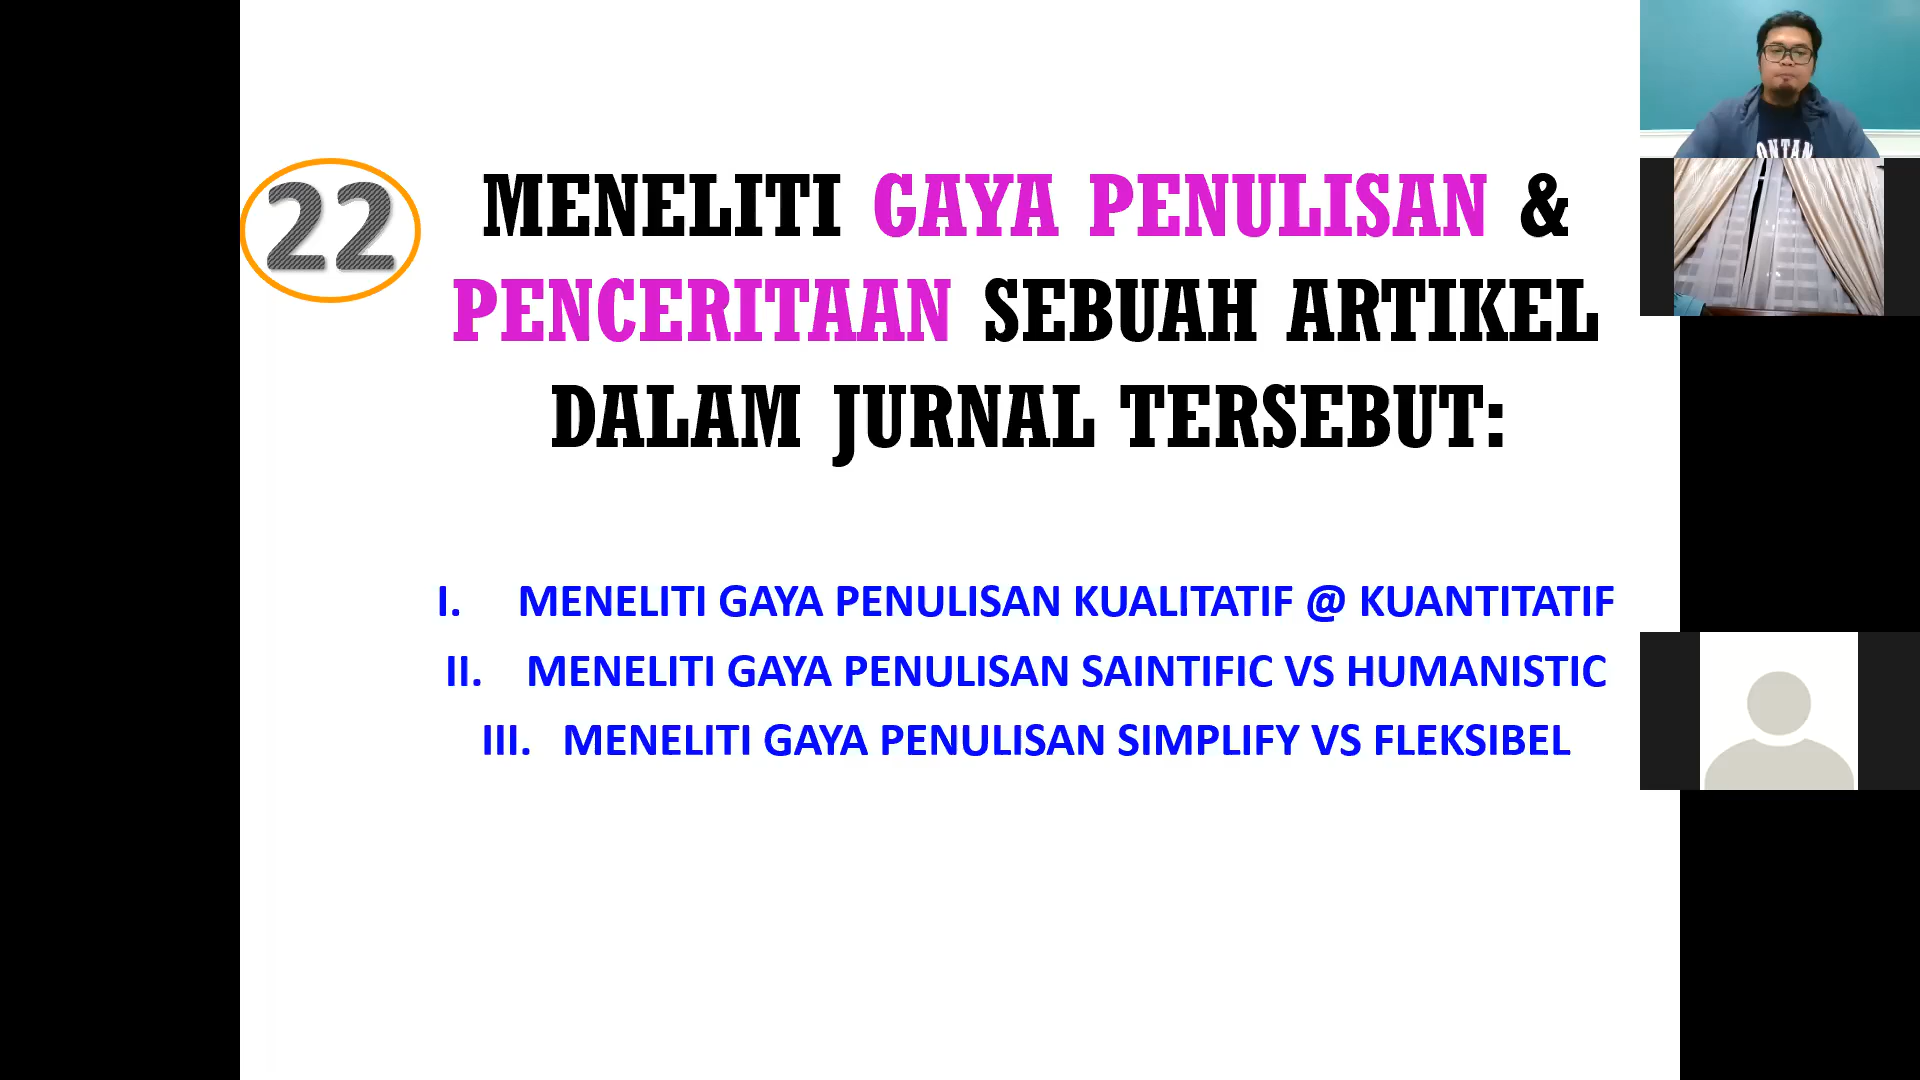 22
MENELITI GAYA PENULISAN &
PENCERITAAN SEBUAH ARTIKEL
DALAM JURNAL TERSEBUT:
I. MENELITI GAYA PENULISAN KUALITATIF @ KUANTITATIF
II. MENELITI GAYA PENULISAN SAINTIFIC VS HUMANISTIC
III. MENELITI GAYA PENULISAN SIMPLIFY VS FLEKSIBEL